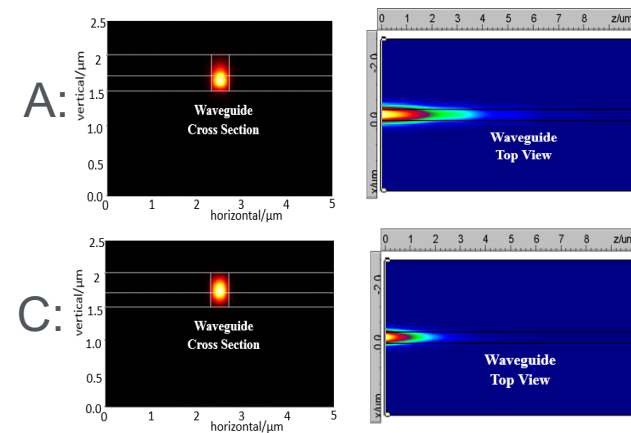 A:
2.5
2
1.5
1.0
0.5
0.0
vertical/μm
0 1 2 3 4 5
horizontal/μm
Waveguide
Cross Section
0 1 2 3 4 5 6 7 8 z/um
-2.0
0.0
x/um
Waveguide
Top View
C:
2.5
2
1.5
1.0
0.5
0.0
vertical/μm
0 1 2 3 4 5
horizontal/μm
Waveguide
Cross Section
0 1 2 3 4 5 6 7 8 z/um
-2.0
0.0
x/um
Waveguide
Top View